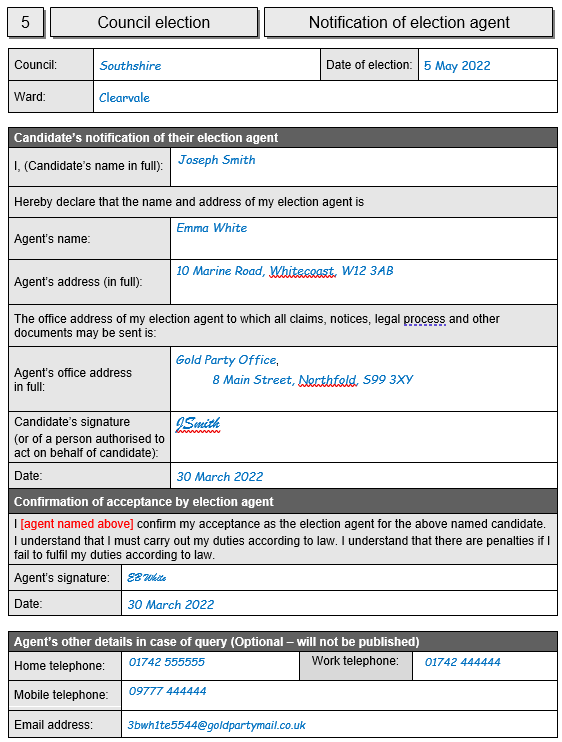 5 Council election Notification of election agent
Council: Southshire Date of election: 5 May 2022
Ward: Clearvale
Candidate's notification of their election agent
I, (Candidate's name in full): Joseph Smith
Hereby declare that the name and address of my election agent is
Agent's name: Emma White
Agent's address (in full): 10 Marine Road, Whitecoast, W12 3AB
The office address of my election agent to which all claims, notices, legal process and other
documents may be sent is:
Agent's office address
in full:
Gold Party Office,
8 Main Street, Northfold, S99 3XY
Candidate's signature
(or of a person authorised to
act on behalf of candidate):
JSmith
Date: 30 March 2022
Confirmation of acceptance by election agent
I [agent named above] confirm my acceptance as the election agent for the above named candidate.
I understand that I must carry out my duties according to law. I understand that there are penalties if I
fail to fulfil my duties according to law.
Agent's signature: EB White
Date: 30 March 2022
Agent's other details in case of query (Optional – will not be published)
Home telephone: 01742 555555 Work telephone: 01742 444444
Mobile telephone: 09777 444444
Email address: 3bwh1te5544@goldpartymail.co.uk